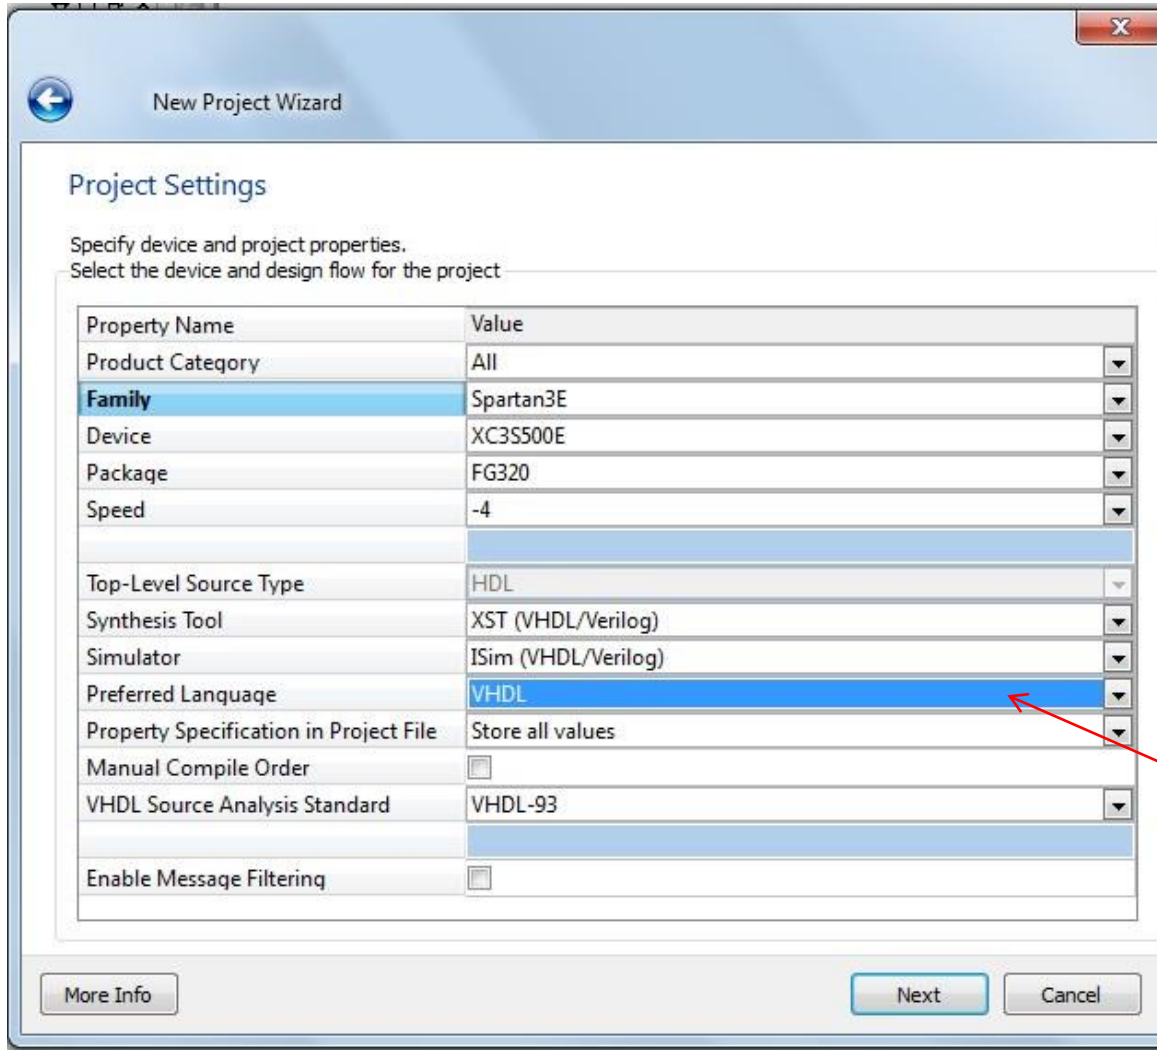 New Project Wizard
Project Settings
Specify device and project properties.
Select the device and design flow for the project
Property Name Value
Product Category All
Family Spartan3E
Device XC3S500E
Package FG320
Speed -4
Top-Level Source Type HDL
Synthesis Tool XST (VHDL/Verilog)
Simulator ISim (VHDL/Verilog)
Preferred Language VHDL
Property Specification in Project File Store all values
Manual Compile Order
VHDL Source Analysis Standard VHDL-93
Enable Message Filtering
More Info Next Cancel